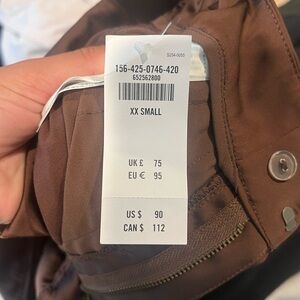 156-425-0746-420
652562800
XX SMALL
UK £ 75
EU € 95
US $ 90
CAN $ 112